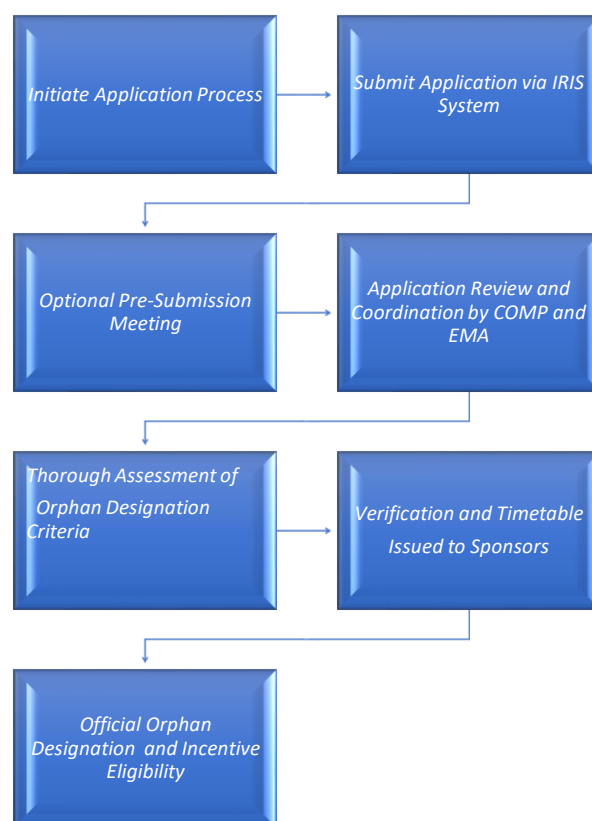 Initiate Application Process
Submit Application via IRIS
System
Optional Pre-Submission
Meeting
Application Review and
Coordination by COMP and
EMA
Thorough Assessment of
Orphan Designation
Criteria
Verification and Timetable
Issued to Sponsors
Official Orphan
Designation and Incentive
Eligibility